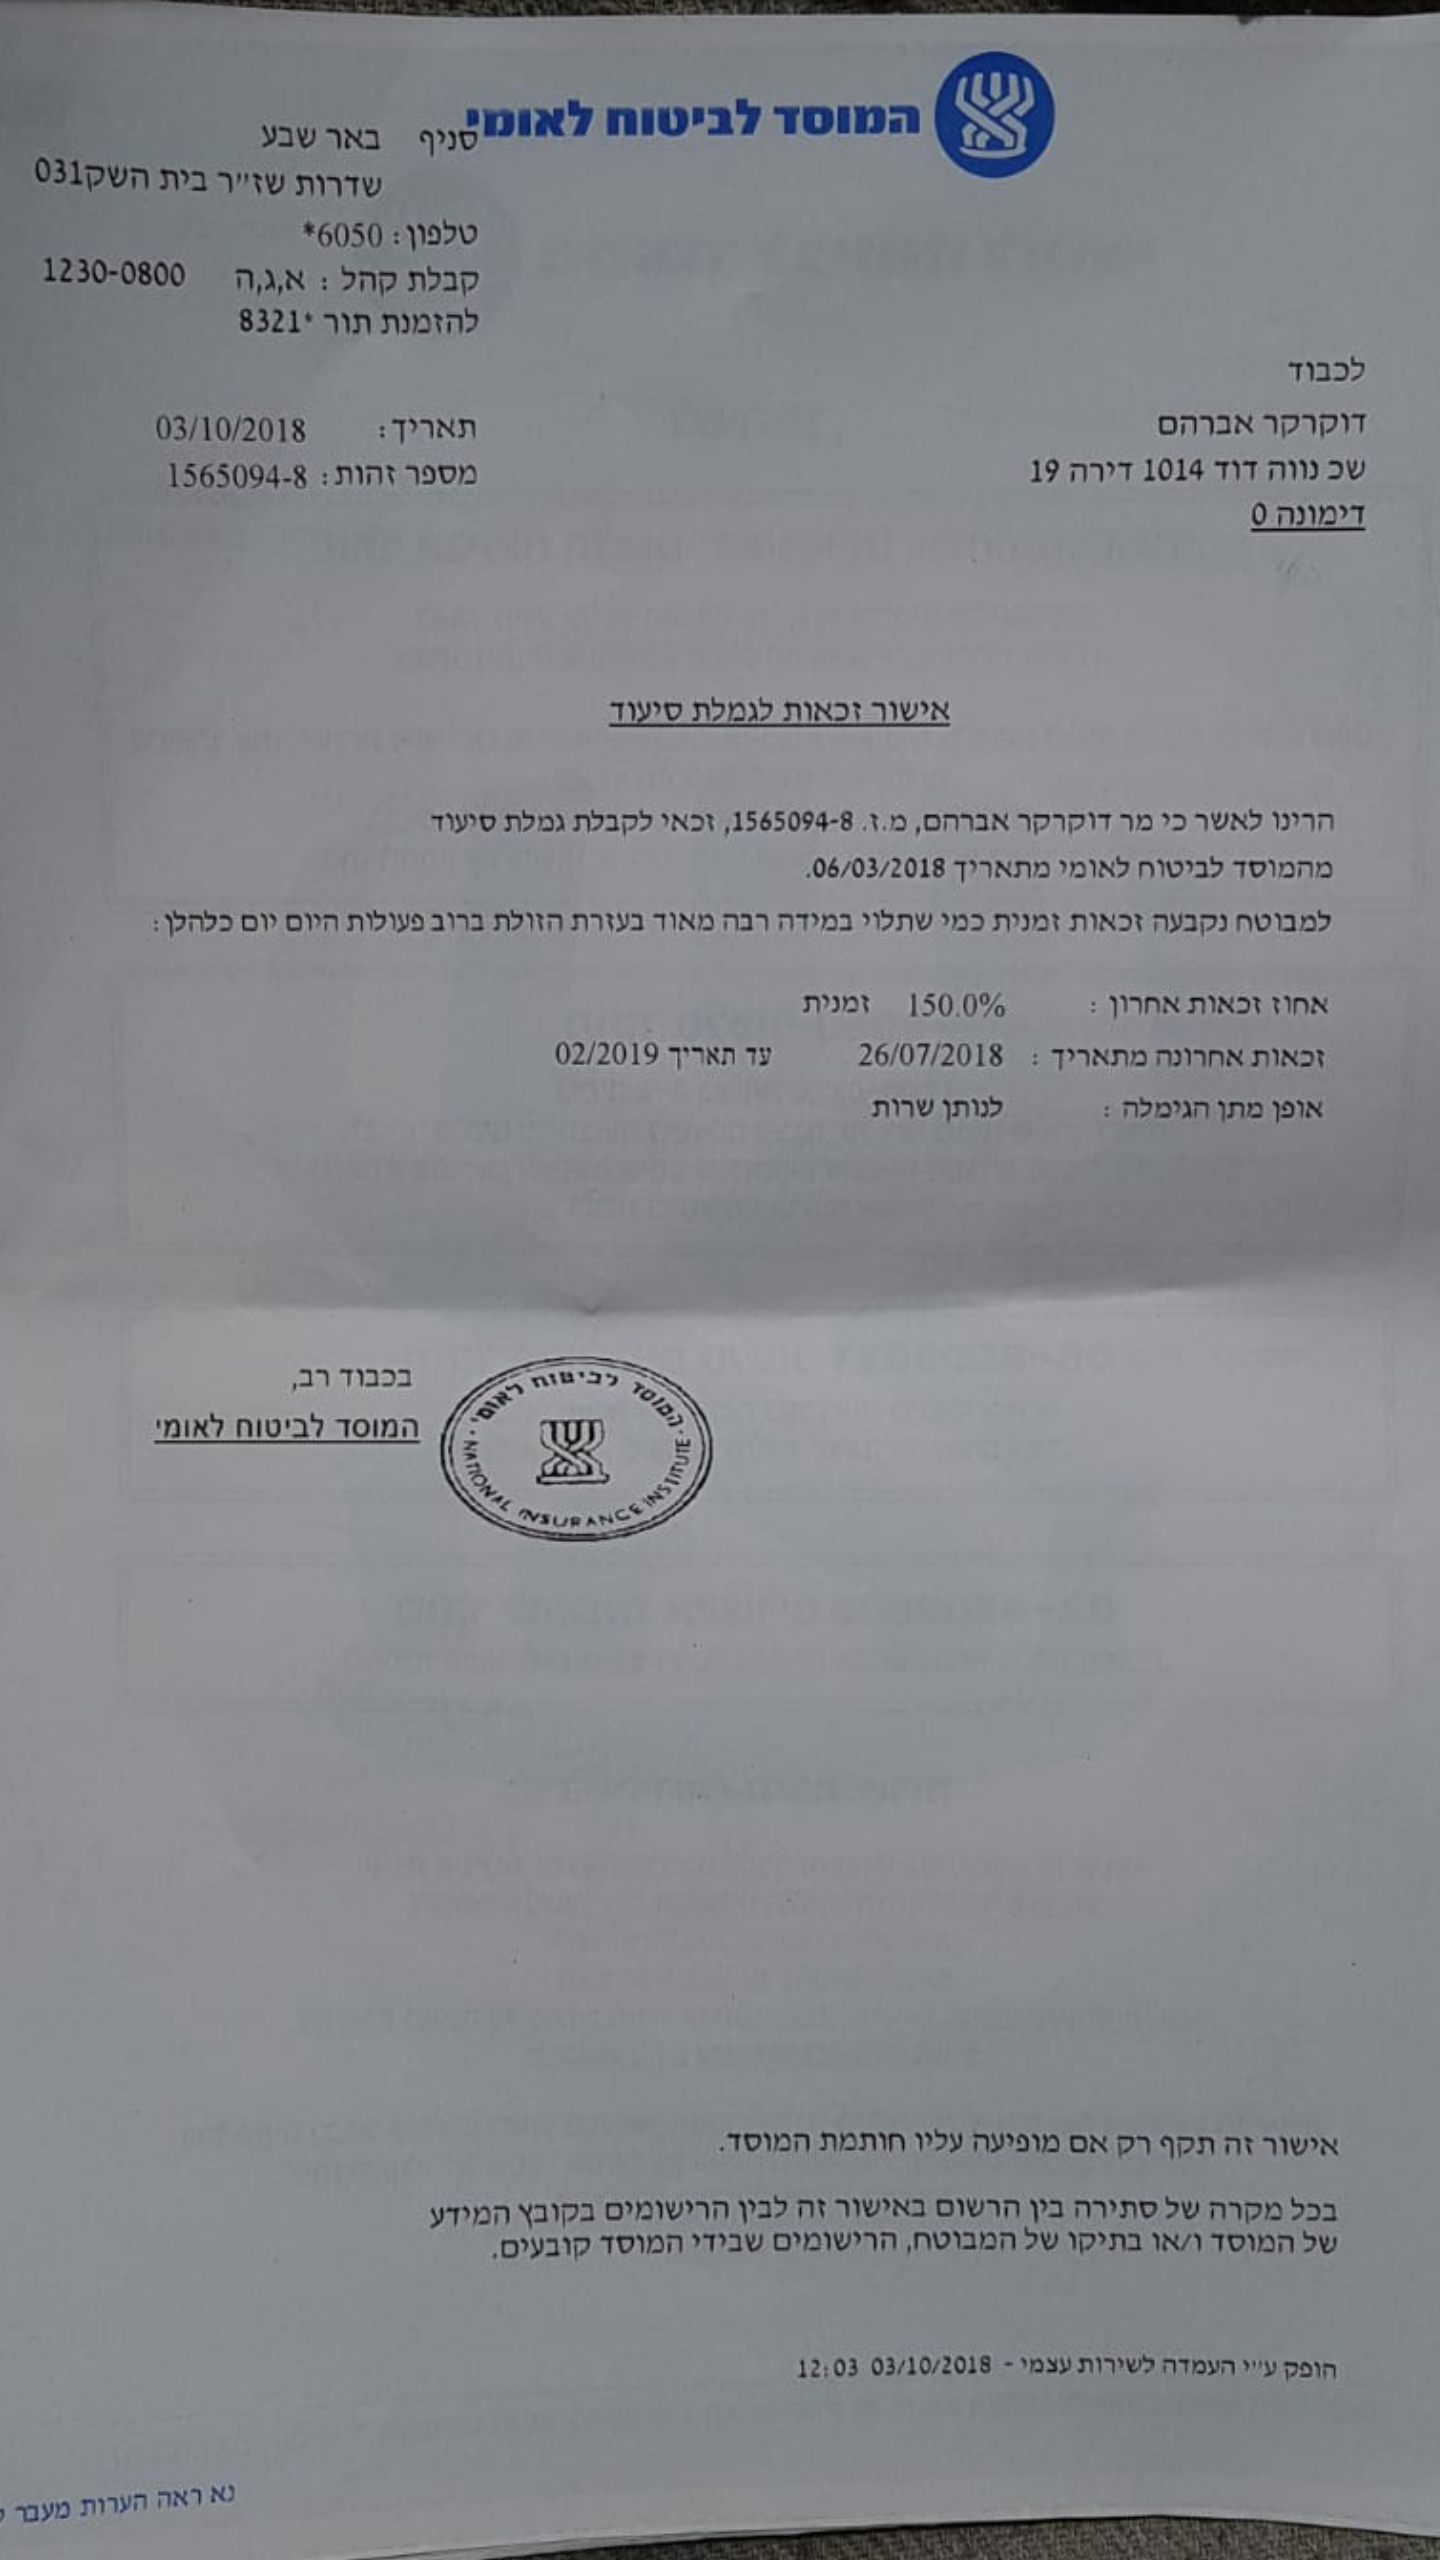 המוסד לביטוח לאומי
סניף באר שבע
שדרות שז"ר בית השק031
טלפון: 6050*
קבלת קהל : א,ג,ה 1230-0800
להזמנת תור *8321
לכבוד
דוקרקר אברהם
שכ נווה דוד 1014 דירה 19
דימונה 0
תאריך: 03/10/2018
מספר זהות: 1565094-8
אישור זכאות לגמלת סיעוד
הרינו לאשר כי מר דוקרקר אברהם, מ.ז. 1565094-8, זכאי לקבלת גמלת סיעוד
מהמוסד לביטוח לאומי מתאריך 06/03/2018.
למבוטח נקבעה זכאות זמנית כמי שתלוי במידה רבה מאוד בעזרת הזולת ברוב פעולות היום יום כלהלן:
אחוז זכאות אחרון : 150.0% זמנית
זכאות אחרונה מתאריך : 26/07/2018 עד תאריך 02/2019
אופן מתן הגימלה : לנותן שרות
בכבוד רב,
המוסד לביטוח לאומי
המוסד לביטוח לאומי
NATIONAL INSURANCE INSTITUTE
אישור זה תקף רק אם מופיעה עליו חותמת המוסד.
בכל מקרה של סתירה בין הרשום באישור זה לבין הרישומים בקובץ המידע
של המוסד ו/או בתיקו של המבוטח, הרישומים שבידי המוסד קובעים.
הופק ע"י העמדה לשירות עצמי - 03/10/2018 12:03
נא ראה הערות מעבר